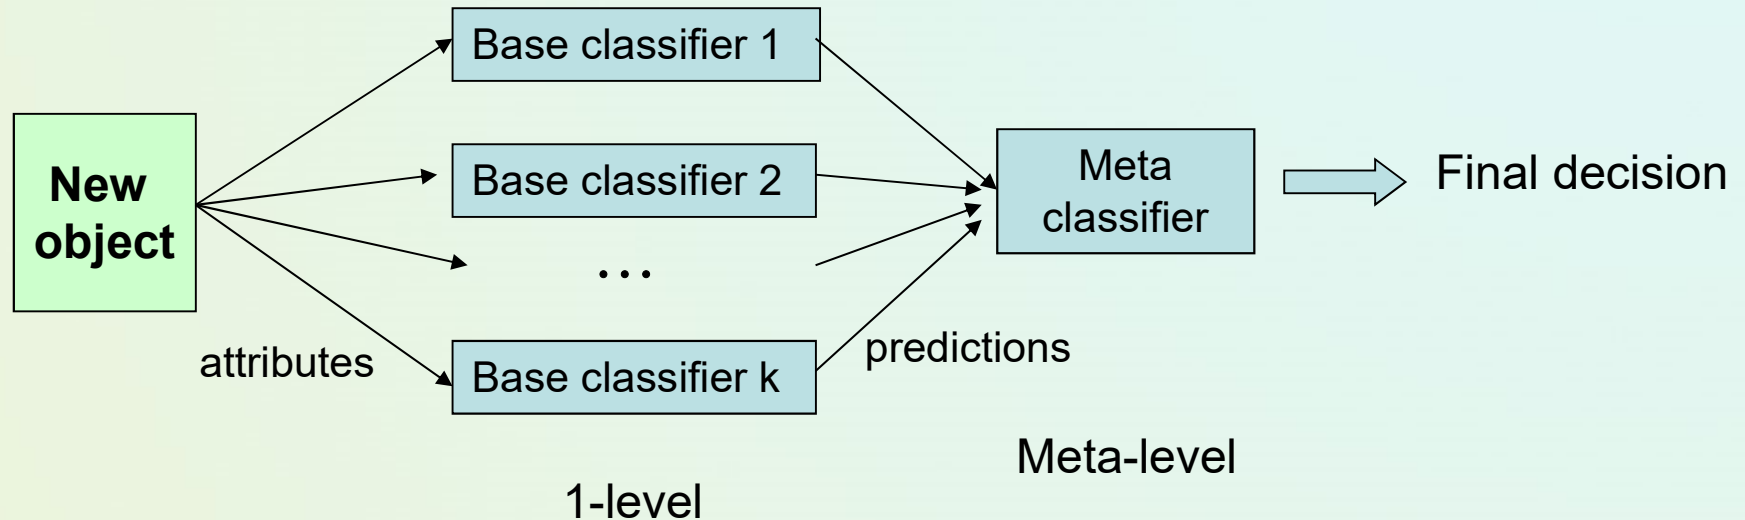 New
object
attributes
Base classifier 1
Base classifier 2
...
Base classifier k
1-level
predictions
Meta
classifier
Meta-level
Final decision